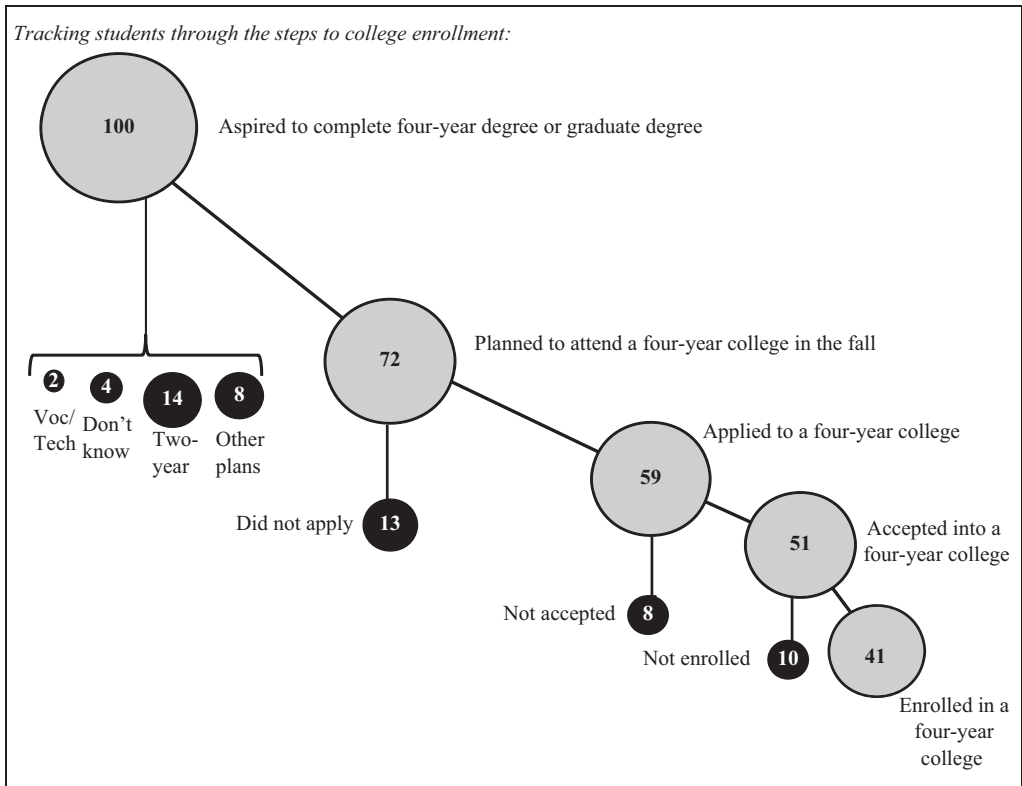 Tracking students through the steps to college enrollment:
100
Aspired to complete four-year degree or graduate degree
72
Planned to attend a four-year college in the fall
2
4
14
8
Voc/
Tech
Don’t
know
Two-
year
Other
plans
Applied to a four-year college
59
Did not apply
13
51
Accepted into a
four-year college
Not accepted
8
Not enrolled
10
41
Enrolled in a
four-year
college